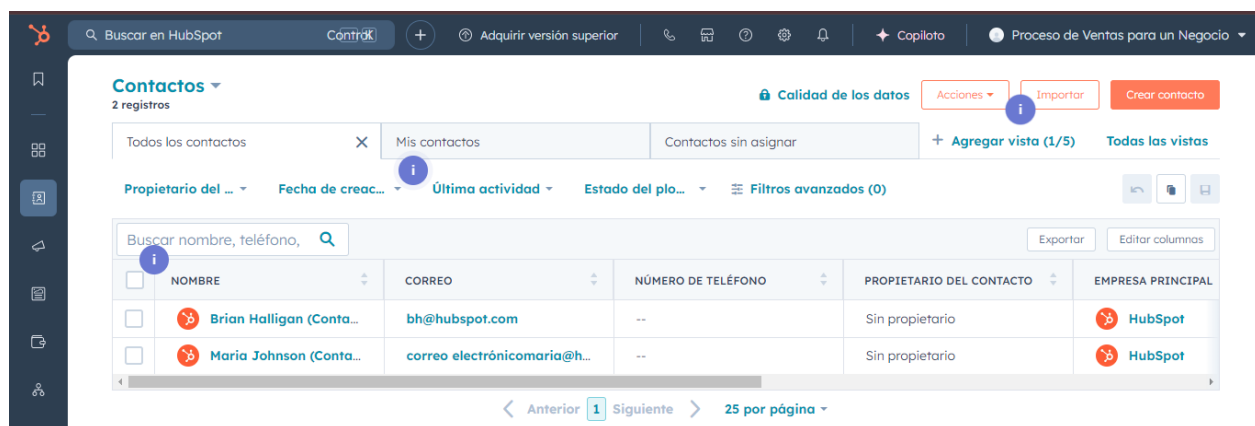 Buscar en HubSpot Control K Adquirir versión superior Copiloto Proceso de Ventas para un Negocio
Contactos
2 registros
Calidad de los datos Acciones Importar Crear contacto
Todos los contactos Mis contactos Contactos sin asignar + Agregar vista (1/5) Todas las vistas
Propietario del ... Fecha de creac... Última actividad Estado del plo... Filtros avanzados (0)
Buscar nombre, teléfono, Exportar Editar columnas
NOMBRE CORREO NÚMERO DE TELÉFONO PROPIETARIO DEL CONTACTO EMPRESA PRINCIPAL
Brian Halligan (Conta... bh@hubspot.com -- Sin propietario HubSpot
Maria Johnson (Conta... correo electrónicomaria@h... -- Sin propietario HubSpot
Anterior 1 Siguiente 25 por página